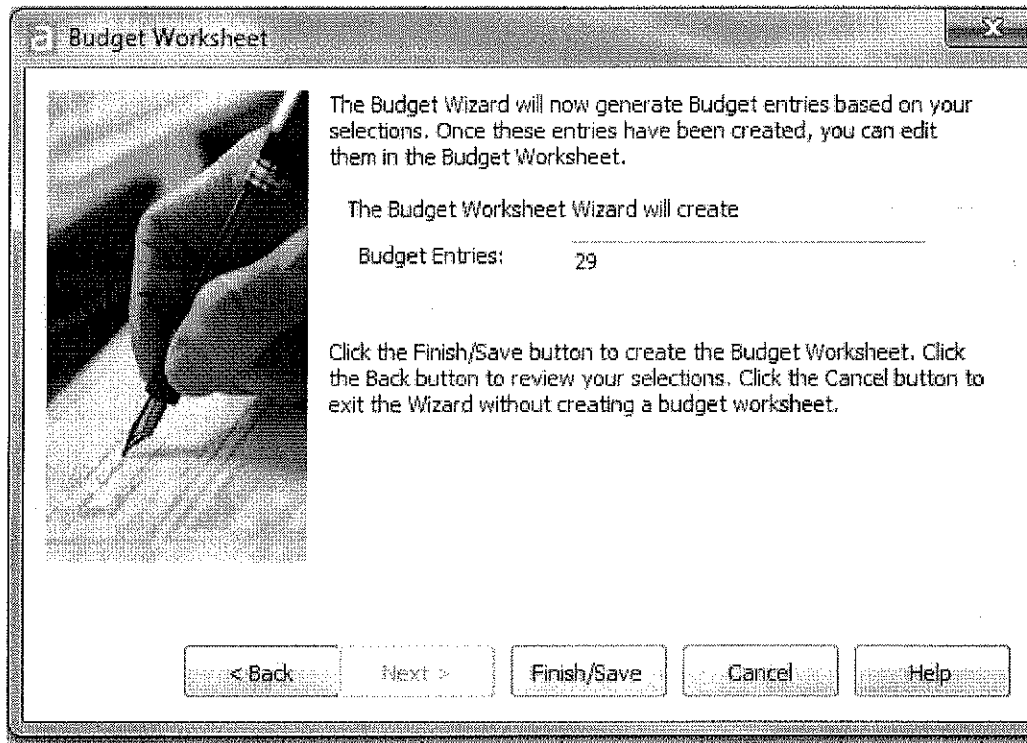 Budget Worksheet
The Budget Wizard will now generate Budget entries based on your
selections. Once these entries have been created, you can edit
them in the Budget Worksheet.
The Budget Worksheet Wizard will create
Budget Entries: 29
Click the Finish/Save button to create the Budget Worksheet. Click
the Back button to review your selections. Click the Cancel button to
exit the Wizard without creating a budget worksheet.
< Back Next > Finish/Save Cancel Help